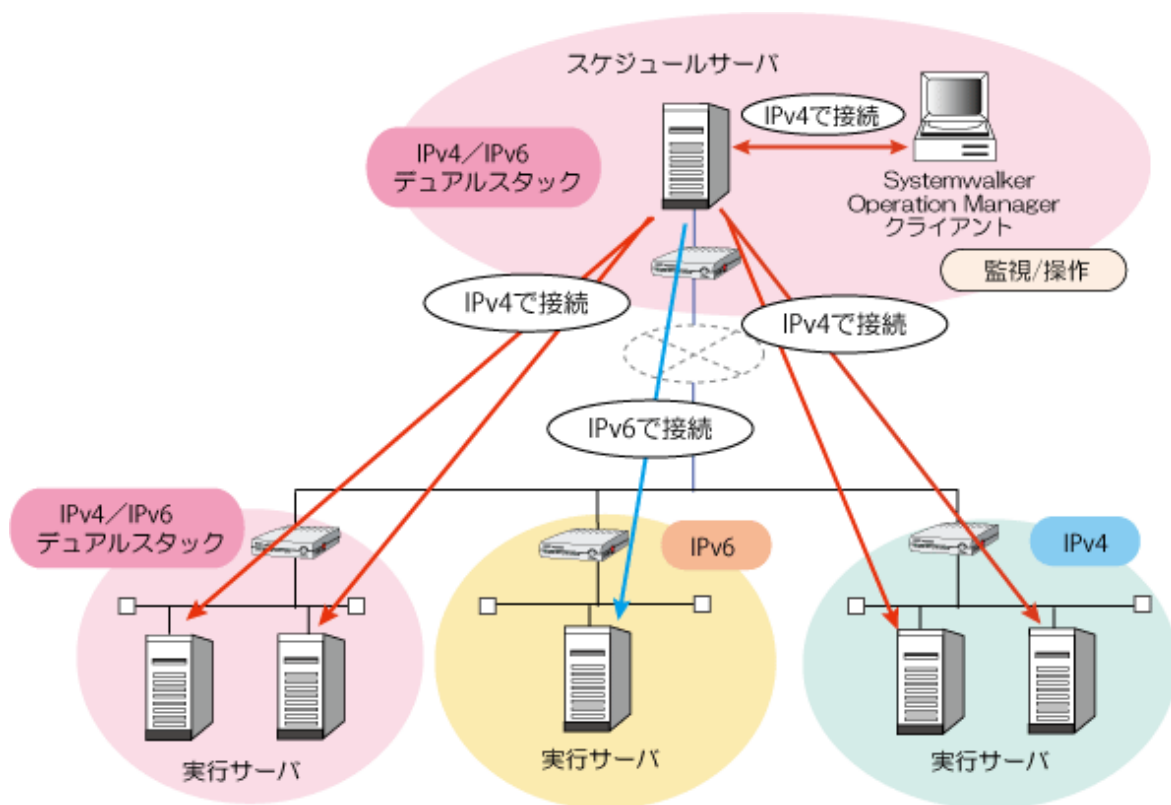 スケジュールサーバ
IPv4で接続
IPv4／IPv6
デュアルスタック
Systemwalker
Operation Manager
クライアント
監視/操作
IPv4で接続
IPv4で接続
IPv6で接続
IPv4／IPv6
デュアルスタック
IPv6
IPv4
実行サーバ
実行サーバ
実行サーバ